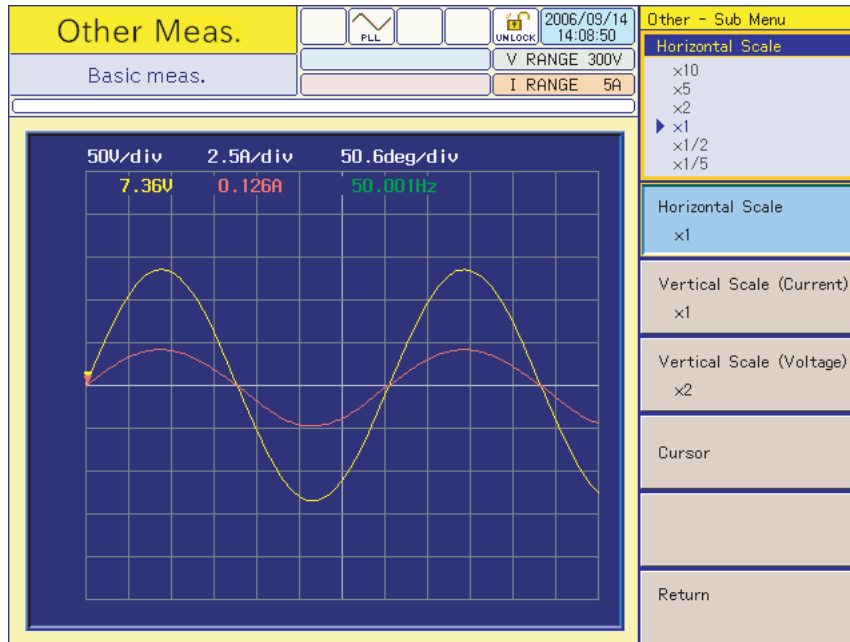 Other Meas.
Basic meas.
PLL
UNLOCK
2006/09/14
14:08:50
V RANGE 300V
I RANGE 5A
50V/div 2.5A/div 50.6deg/div
7.36V 0.126A 50.001Hz
Other - Sub Menu
Horizontal Scale
×10
×5
×2
×1
×1/2
×1/5
Horizontal Scale
×1
Vertical Scale (Current)
×1
Vertical Scale (Voltage)
×2
Cursor
Return